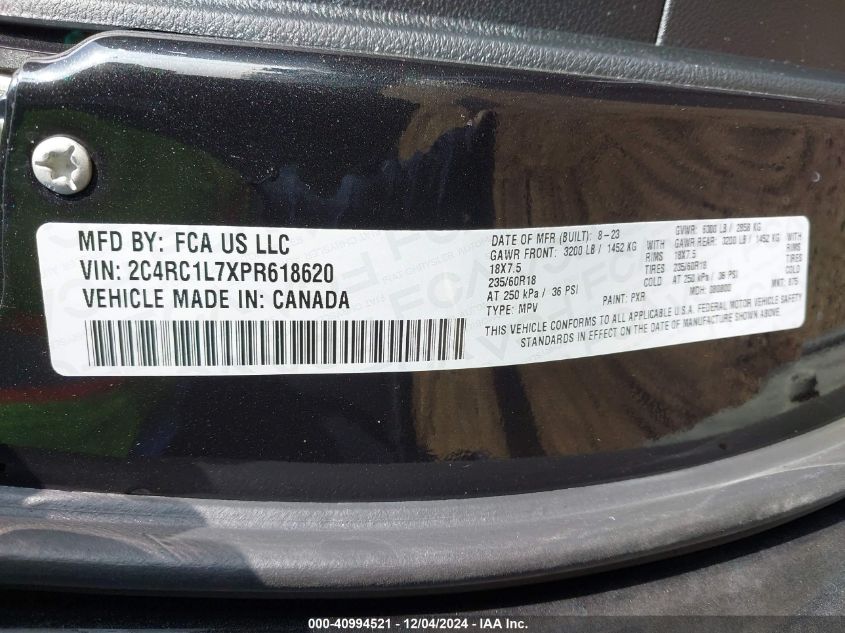 MFD BY: FCA US LLC
VIN: 2C4RC1L7XPR618620
VEHICLE MADE IN: CANADA
DATE OF MFR (BUILT): 8-23
GVWR: 6300 LB / 2858 KG
GAWR FRONT: 3200 LB / 1452 KG WITH
GAWR REAR: 3200 LB / 1452 KG WITH
18X7.5 RIMS
18X7.5 RIMS
235/60R18 TIRES
235/60R18 TIRES
AT 250 kPa / 36 PSI COLD
AT 250 kPa / 36 PSI COLD
TYPE: MPV PAINT: PXR MDH: 080800 XPT: 875
THIS VEHICLE CONFORMS TO ALL APPLICABLE U.S.A. FEDERAL MOTOR VEHICLE SAFETY
STANDARDS IN EFFECT ON THE DATE OF MANUFACTURE SHOWN ABOVE.
000-40994521 - 12/04/2024 - IAA Inc.